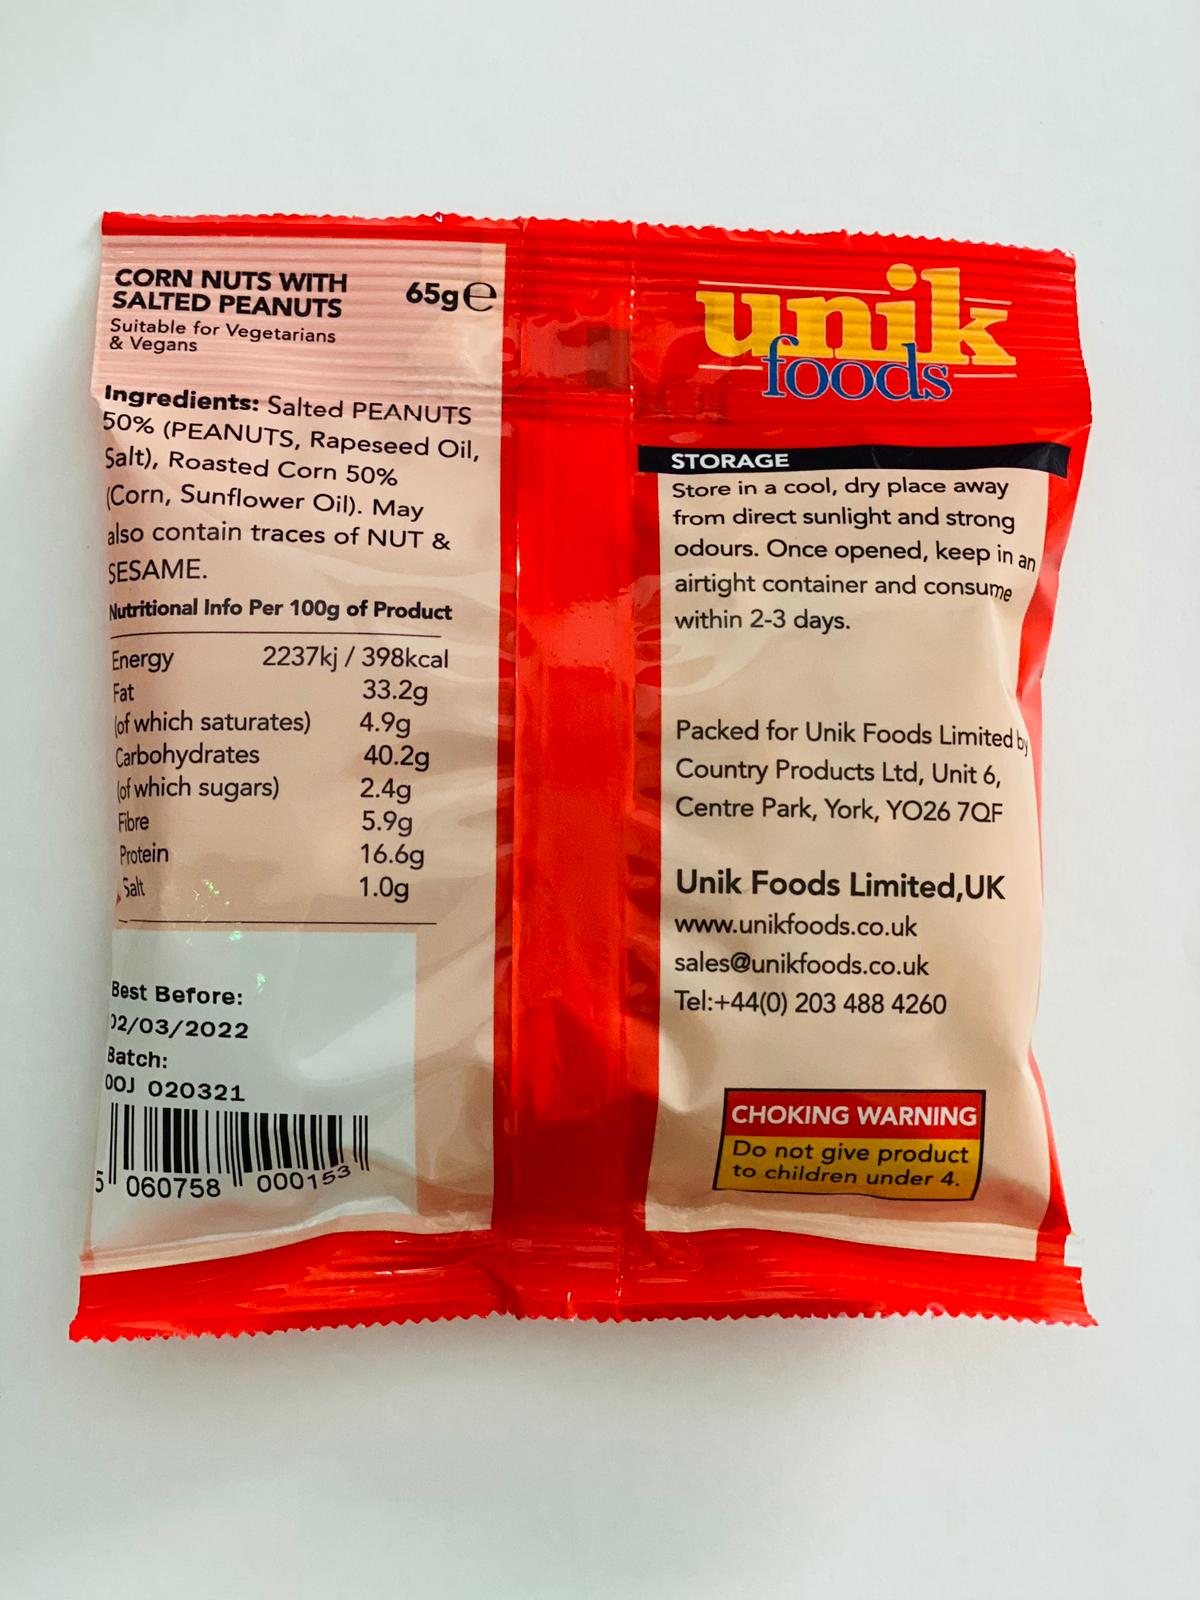 CORN NUTS WITH
SALTED PEANUTS
65g℮
Suitable for Vegetarians
& Vegans
Ingredients: Salted PEANUTS
50% (PEANUTS, Rapeseed Oil,
Salt), Roasted Corn 50%
(Corn, Sunflower Oil). May
also contain traces of NUT &
SESAME.
Nutritional Info Per 100g of Product
Energy 2237kj / 398kcal
Fat 33.2g
(of which saturates) 4.9g
Carbohydrates 40.2g
(of which sugars) 2.4g
Fibre 5.9g
Protein 16.6g
Salt 1.0g
Best Before:
02/03/2022
Batch:
OOJ 020321
5 060758 000153
unik
foods
STORAGE
Store in a cool, dry place away
from direct sunlight and strong
odours. Once opened, keep in an
airtight container and consume
within 2-3 days.
Packed for Unik Foods Limited by
Country Products Ltd, Unit 6,
Centre Park, York, YO26 7QF
Unik Foods Limited,UK
www.unikfoods.co.uk
sales@unikfoods.co.uk
Tel:+44(0) 203 488 4260
CHOKING WARNING
Do not give product
to children under 4.